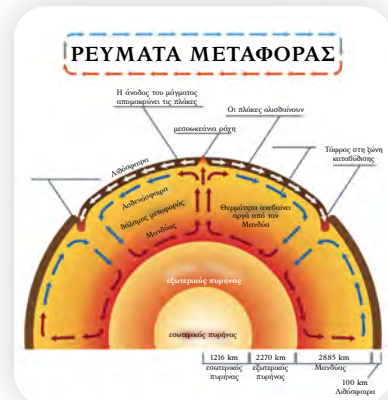 ΡΕΥΜΑΤΑ ΜΕΤΑΦΟΡΑΣ
Η άνοδος του μάγματος
απομακρύνει τις πλάκες
Οι πλάκες ολισθαίνουν
μεσοωκεάνια ράχη
Τάφρος στη ζώνη
καταβύθισης
Λιθόσφαιρα
Ασθενόσφαιρα
θάλαμος μεταφοράς
Μανδύας
Θερμότητα ανεβαίνει
αργά από τον
Μανδύα
εξωτερικός πυρήνας
εσωτερικός πυρήνας
1216 km
εσωτερικός
πυρήνας
2270 km
εξωτερικός
πυρήνας
2885 km
Μανδύας
100 km
Λιθόσφαιρα